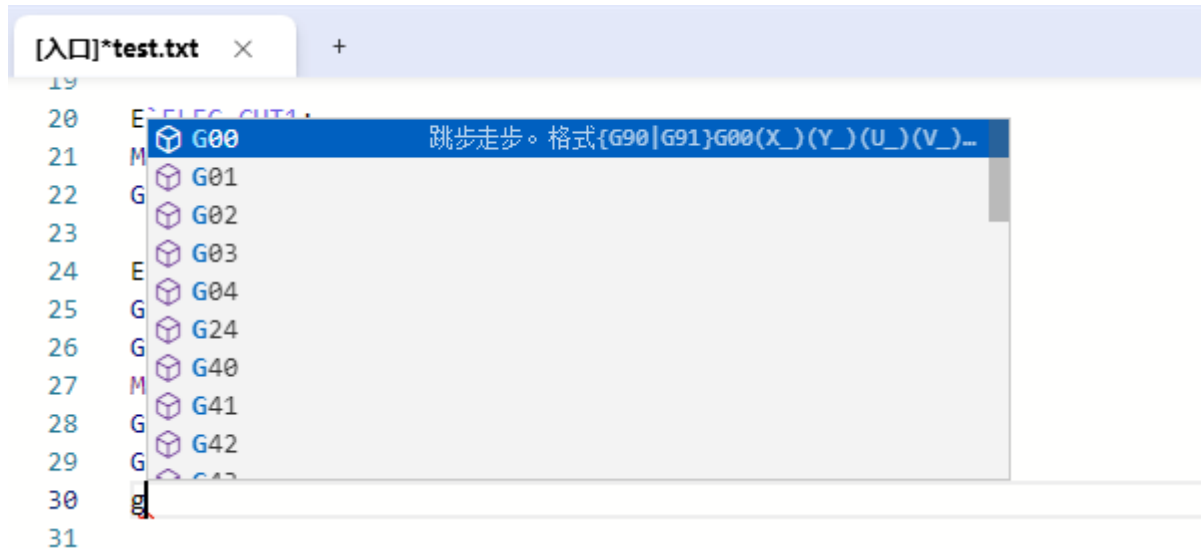 [入口]*test.txt × +
19
20 E`ELEC_CUT1;
21 M
22 G
23
24 E
25 G
26 G
27 M
28 G
29 G
30 g
31
G00 跳步走步。格式{G90|G91}G00(X_)(Y_)(U_)(V_)…
G01
G02
G03
G04
G24
G40
G41
G42
G43